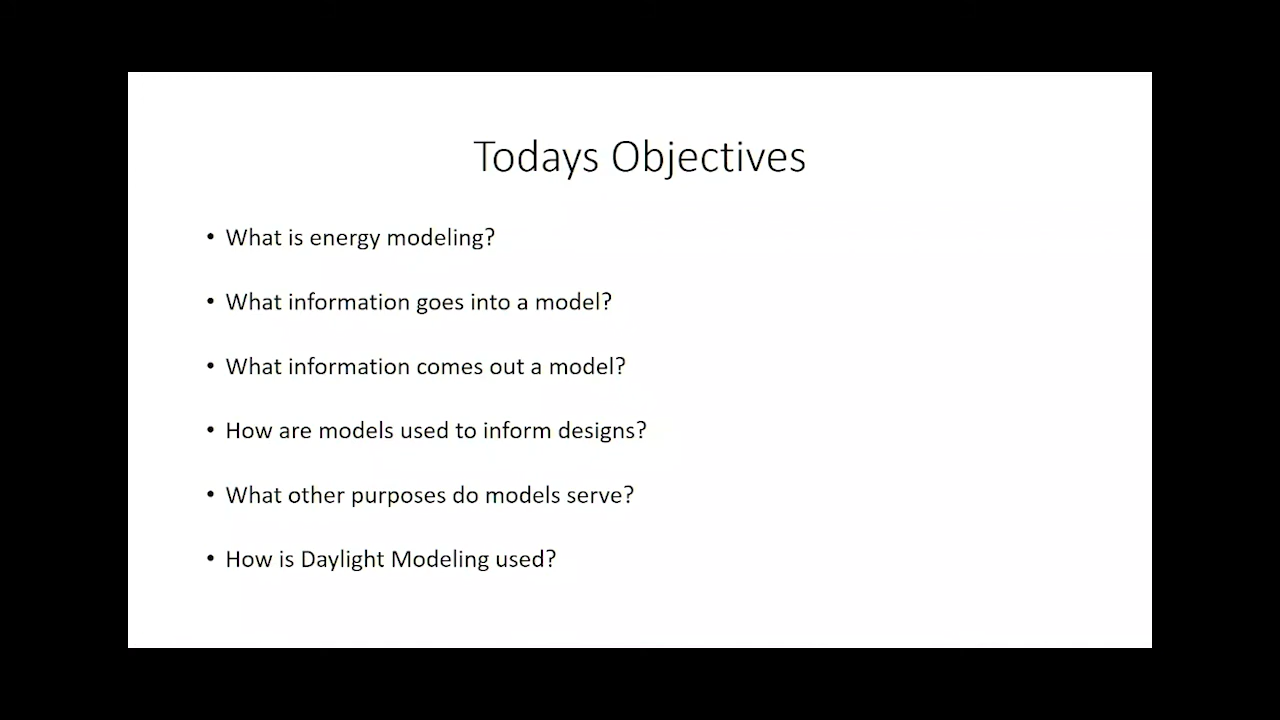 Todays Objectives
• What is energy modeling?
• What information goes into a model?
• What information comes out a model?
• How are models used to inform designs?
• What other purposes do models serve?
• How is Daylight Modeling used?